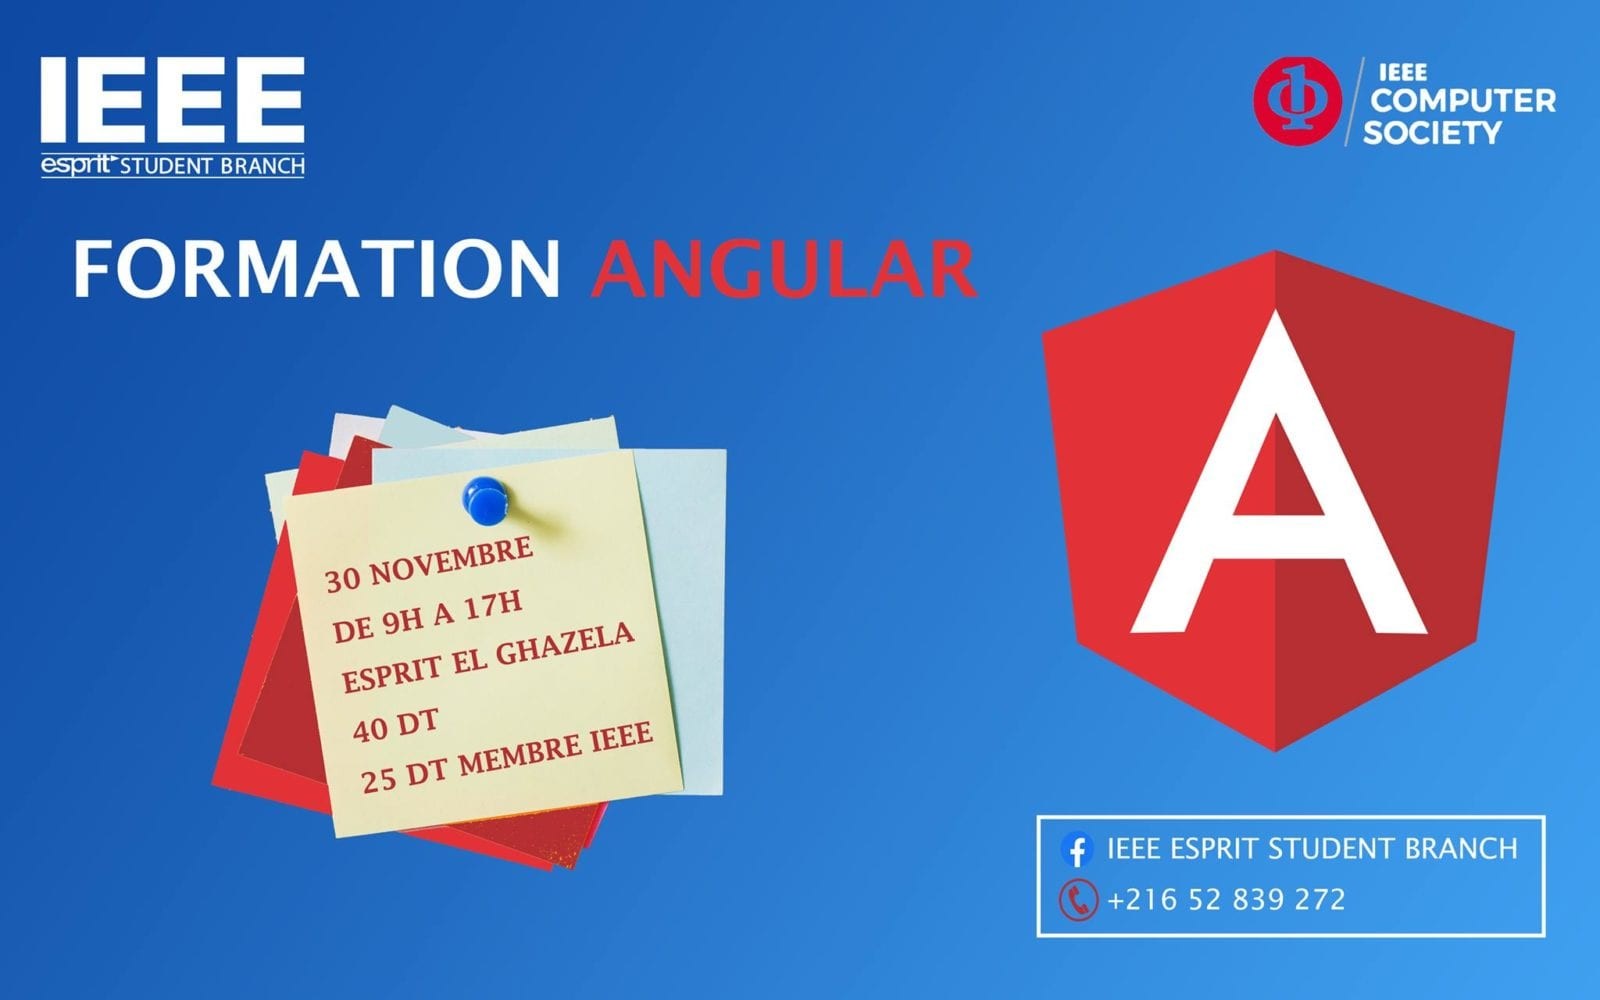 IEEE
esprit STUDENT BRANCH
IEEE
COMPUTER
SOCIETY
FORMATION ANGULAR
A
30 NOVEMBRE
DE 9H A 17H
ESPRIT EL GHAZELA
40 DT
25 DT MEMBRE IEEE
IEEE ESPRIT STUDENT BRANCH
+216 52 839 272